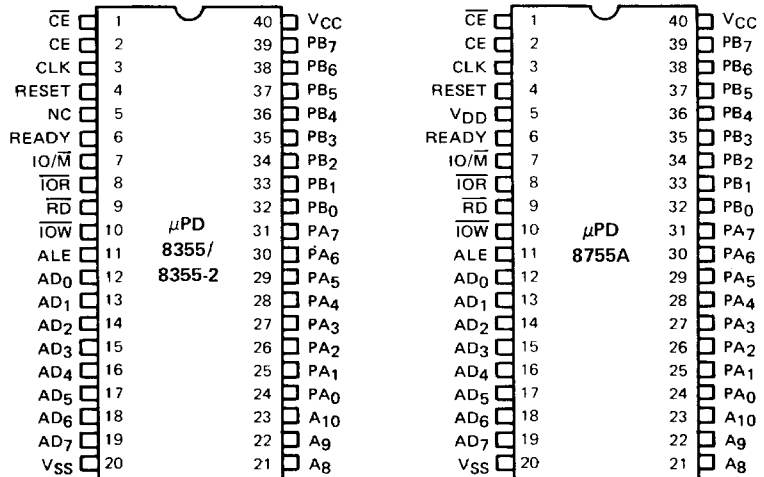 C̅E̅ 1 40 VCC
CE 2 39 PB7
CLK 3 38 PB6
RESET 4 37 PB5
NC 5 36 PB4
READY 6 35 PB3
IO/M̅ 7 34 PB2
I̅O̅R̅ 8 33 PB1
R̅D̅ 9 32 PB0
I̅O̅W̅ 10 31 PA7
ALE 11 30 PA6
AD0 12 29 PA5
AD1 13 28 PA4
AD2 14 27 PA3
AD3 15 26 PA2
AD4 16 25 PA1
AD5 17 24 PA0
AD6 18 23 A10
AD7 19 22 A9
VSS 20 21 A8
μPD
8355/
8355-2
C̅E̅ 1 40 VCC
CE 2 39 PB7
CLK 3 38 PB6
RESET 4 37 PB5
VDD 5 36 PB4
READY 6 35 PB3
IO/M̅ 7 34 PB2
I̅O̅R̅ 8 33 PB1
R̅D̅ 9 32 PB0
I̅O̅W̅ 10 31 PA7
ALE 11 30 PA6
AD0 12 29 PA5
AD1 13 28 PA4
AD2 14 27 PA3
AD3 15 26 PA2
AD4 16 25 PA1
AD5 17 24 PA0
AD6 18 23 A10
AD7 19 22 A9
VSS 20 21 A8
μPD
8755A